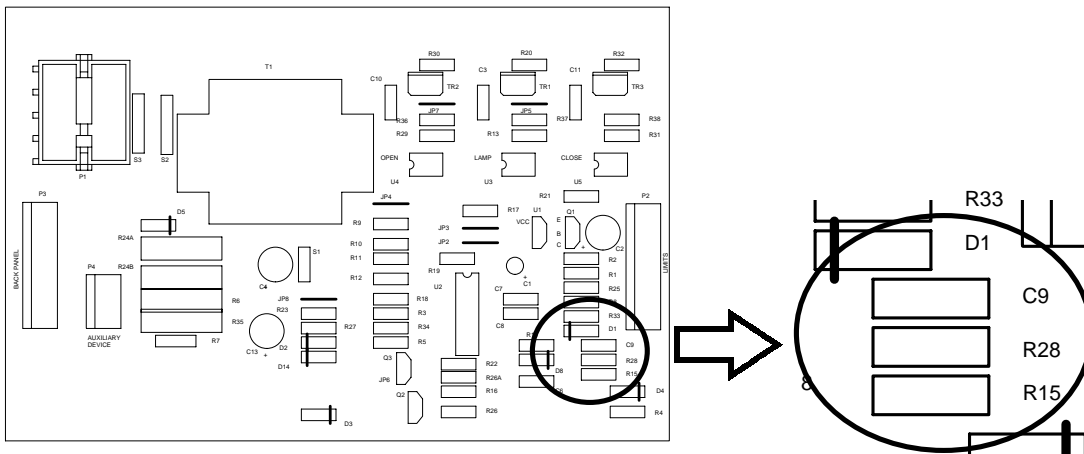 R30
R20
R32
T1
C10
C3
C11
TR2
TR1
TR3
JP7
JP5
R36
R37
R38
R29
R13
R31
S3
S2
OPEN
LAMP
CLOSE
P1
U4
U3
U5
P3
JP4
R21
P2
D5
R17
U1
Q1
R9
VCC
E
B
C
+
C2
JP3
R24A
R10
JP2
S1
R11
R2
BACK PANEL
R19
LIMITS
P4
R24B
R12
U2
C1
+
R1
C4
C7
R25
JP8
R18
R6
R23
R3
C8
R33
R35
R27
R34
D1
AUXILIARY
DEVICE
R7
C13
+
D2
R5
C9
Q3
R28
D14
R22
D8
R15
JP6
R26A
D4
Q2
R16
D3
R26
R4
R33
D1
C9
R28
8
R15